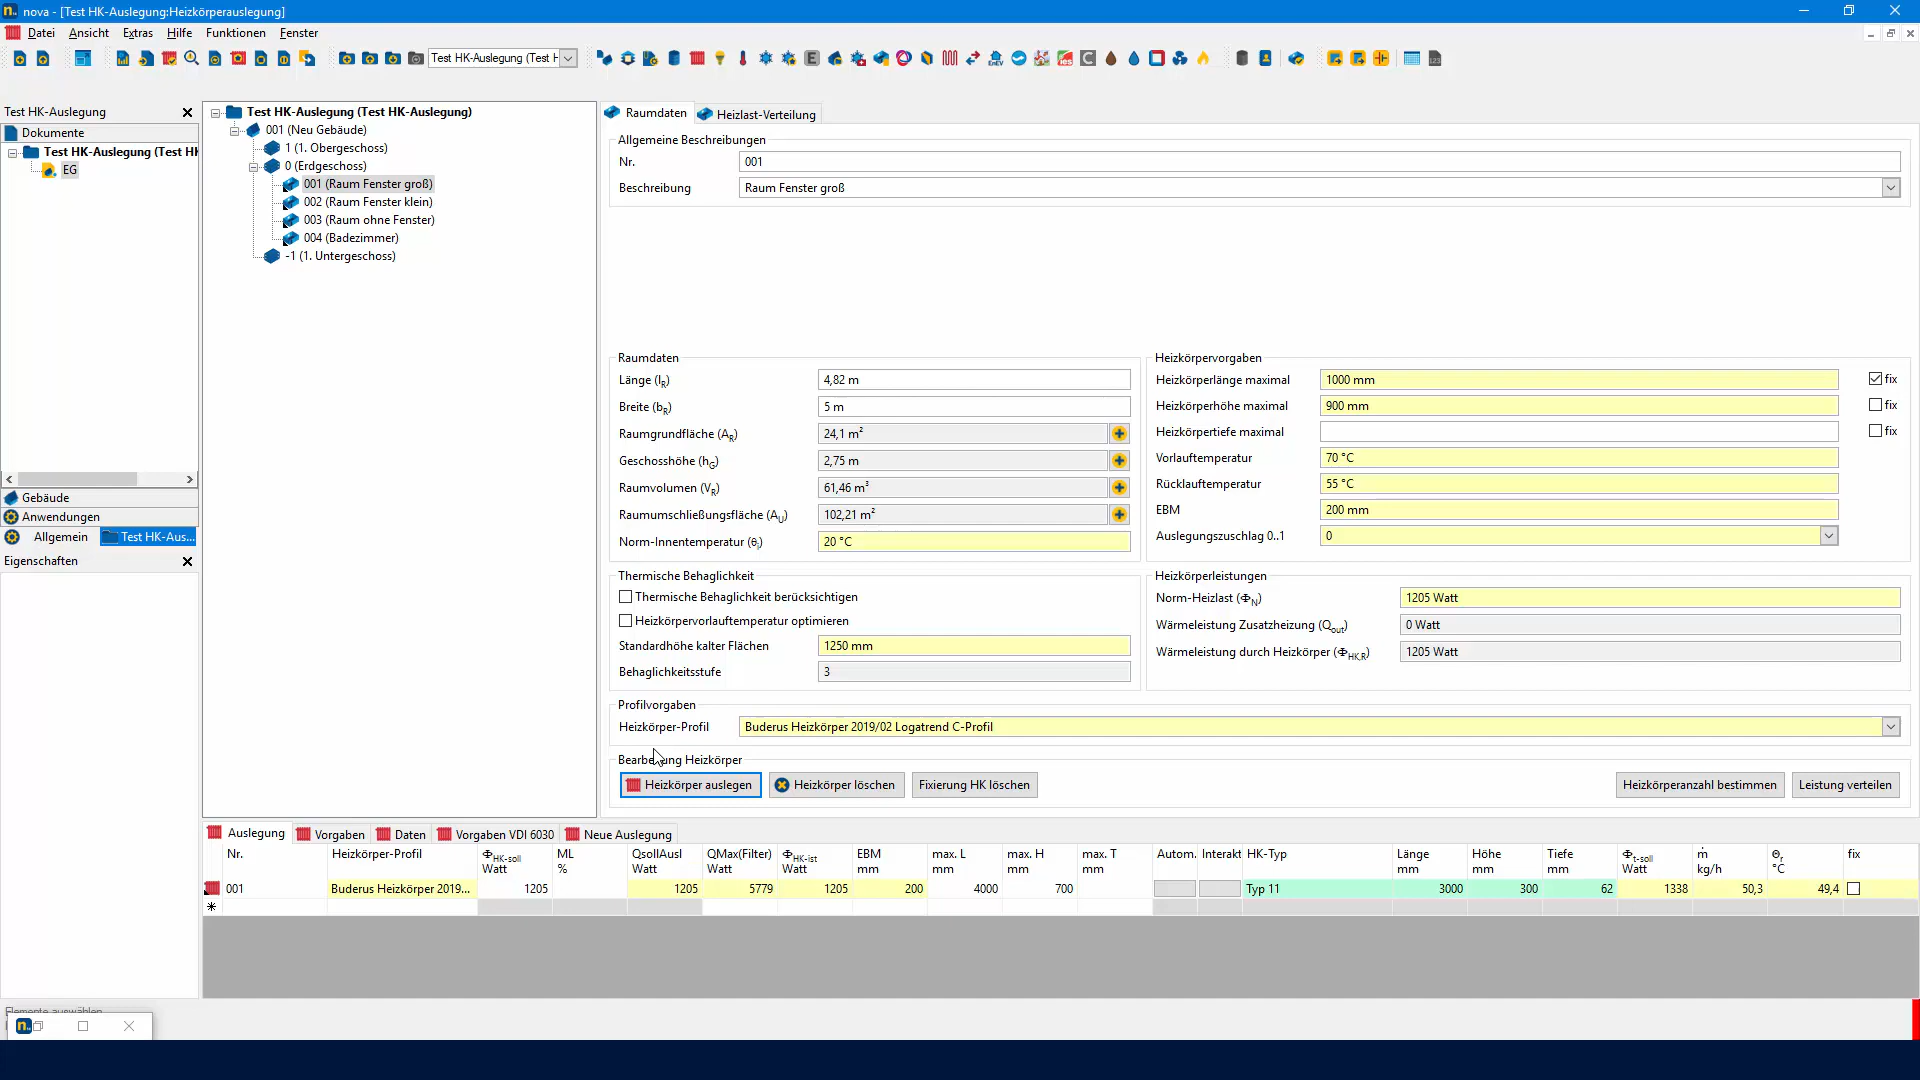 nova - [Test HK-Auslegung:Heizkörperauslegung]
Datei Ansicht Extras Hilfe Funktionen Fenster
Test HK-Auslegung (Test H
Test HK-Auslegung
Dokumente
Test HK-Auslegung (Test HK
EG
Gebäude
Anwendungen
Allgemein Test HK-Aus...
Eigenschaften
Test HK-Auslegung (Test HK-Auslegung)
001 (Neu Gebäude)
1 (1. Obergeschoss)
0 (Erdgeschoss)
001 (Raum Fenster groß)
002 (Raum Fenster klein)
003 (Raum ohne Fenster)
004 (Badezimmer)
-1 (1. Untergeschoss)
Raumdaten Heizlast-Verteilung
Allgemeine Beschreibungen
Nr. 001
Beschreibung Raum Fenster groß
Raumdaten
Länge (lR) 4,82 m
Breite (bR) 5 m
Raumgrundfläche (AR) 24,1 m²
Geschosshöhe (hG) 2,75 m
Raumvolumen (VR) 61,46 m³
Raumumschließungsfläche (AU) 102,21 m²
Norm-Innentemperatur (θi) 20 °C
Heizkörpervorgaben
Heizkörperlänge maximal 1000 mm fix
Heizkörperhöhe maximal 900 mm fix
Heizkörpertiefe maximal fix
Vorlauftemperatur 70 °C
Rücklauftemperatur 55 °C
EBM 200 mm
Auslegungszuschlag 0..1 0
Thermische Behaglichkeit
Thermische Behaglichkeit berücksichtigen
Heizkörpervorlauftemperatur optimieren
Standardhöhe kalter Flächen 1250 mm
Behaglichkeitsstufe 3
Heizkörperleistungen
Norm-Heizlast (ΦN) 1205 Watt
Wärmeleistung Zusatzheizung (Qout) 0 Watt
Wärmeleistung durch Heizkörper (ΦHK,R) 1205 Watt
Profilvorgaben
Heizkörper-Profil Buderus Heizkörper 2019/02 Logatrend C-Profil
Bearbeitung Heizkörper
Heizkörper auslegen Heizkörper löschen Fixierung HK löschen Heizkörperanzahl bestimmen Leistung verteilen
Auslegung Vorgaben Daten Vorgaben VDI 6030 Neue Auslegung
Nr. Heizkörper-Profil ΦHK-soll ML QsollAusl QMax(Filter) ΦHK-ist EBM max. L max. H max. T Autom. Interakt HK-Typ Länge Höhe Tiefe Φt-soll ṁ Θr fix
Watt % Watt Watt Watt mm mm mm mm mm mm mm Watt kg/h °C
001 Buderus Heizkörper 2019... 1205 1205 5779 1205 200 4000 700 Typ 11 3000 300 62 1338 50,3 49,4
Elemente auswählen